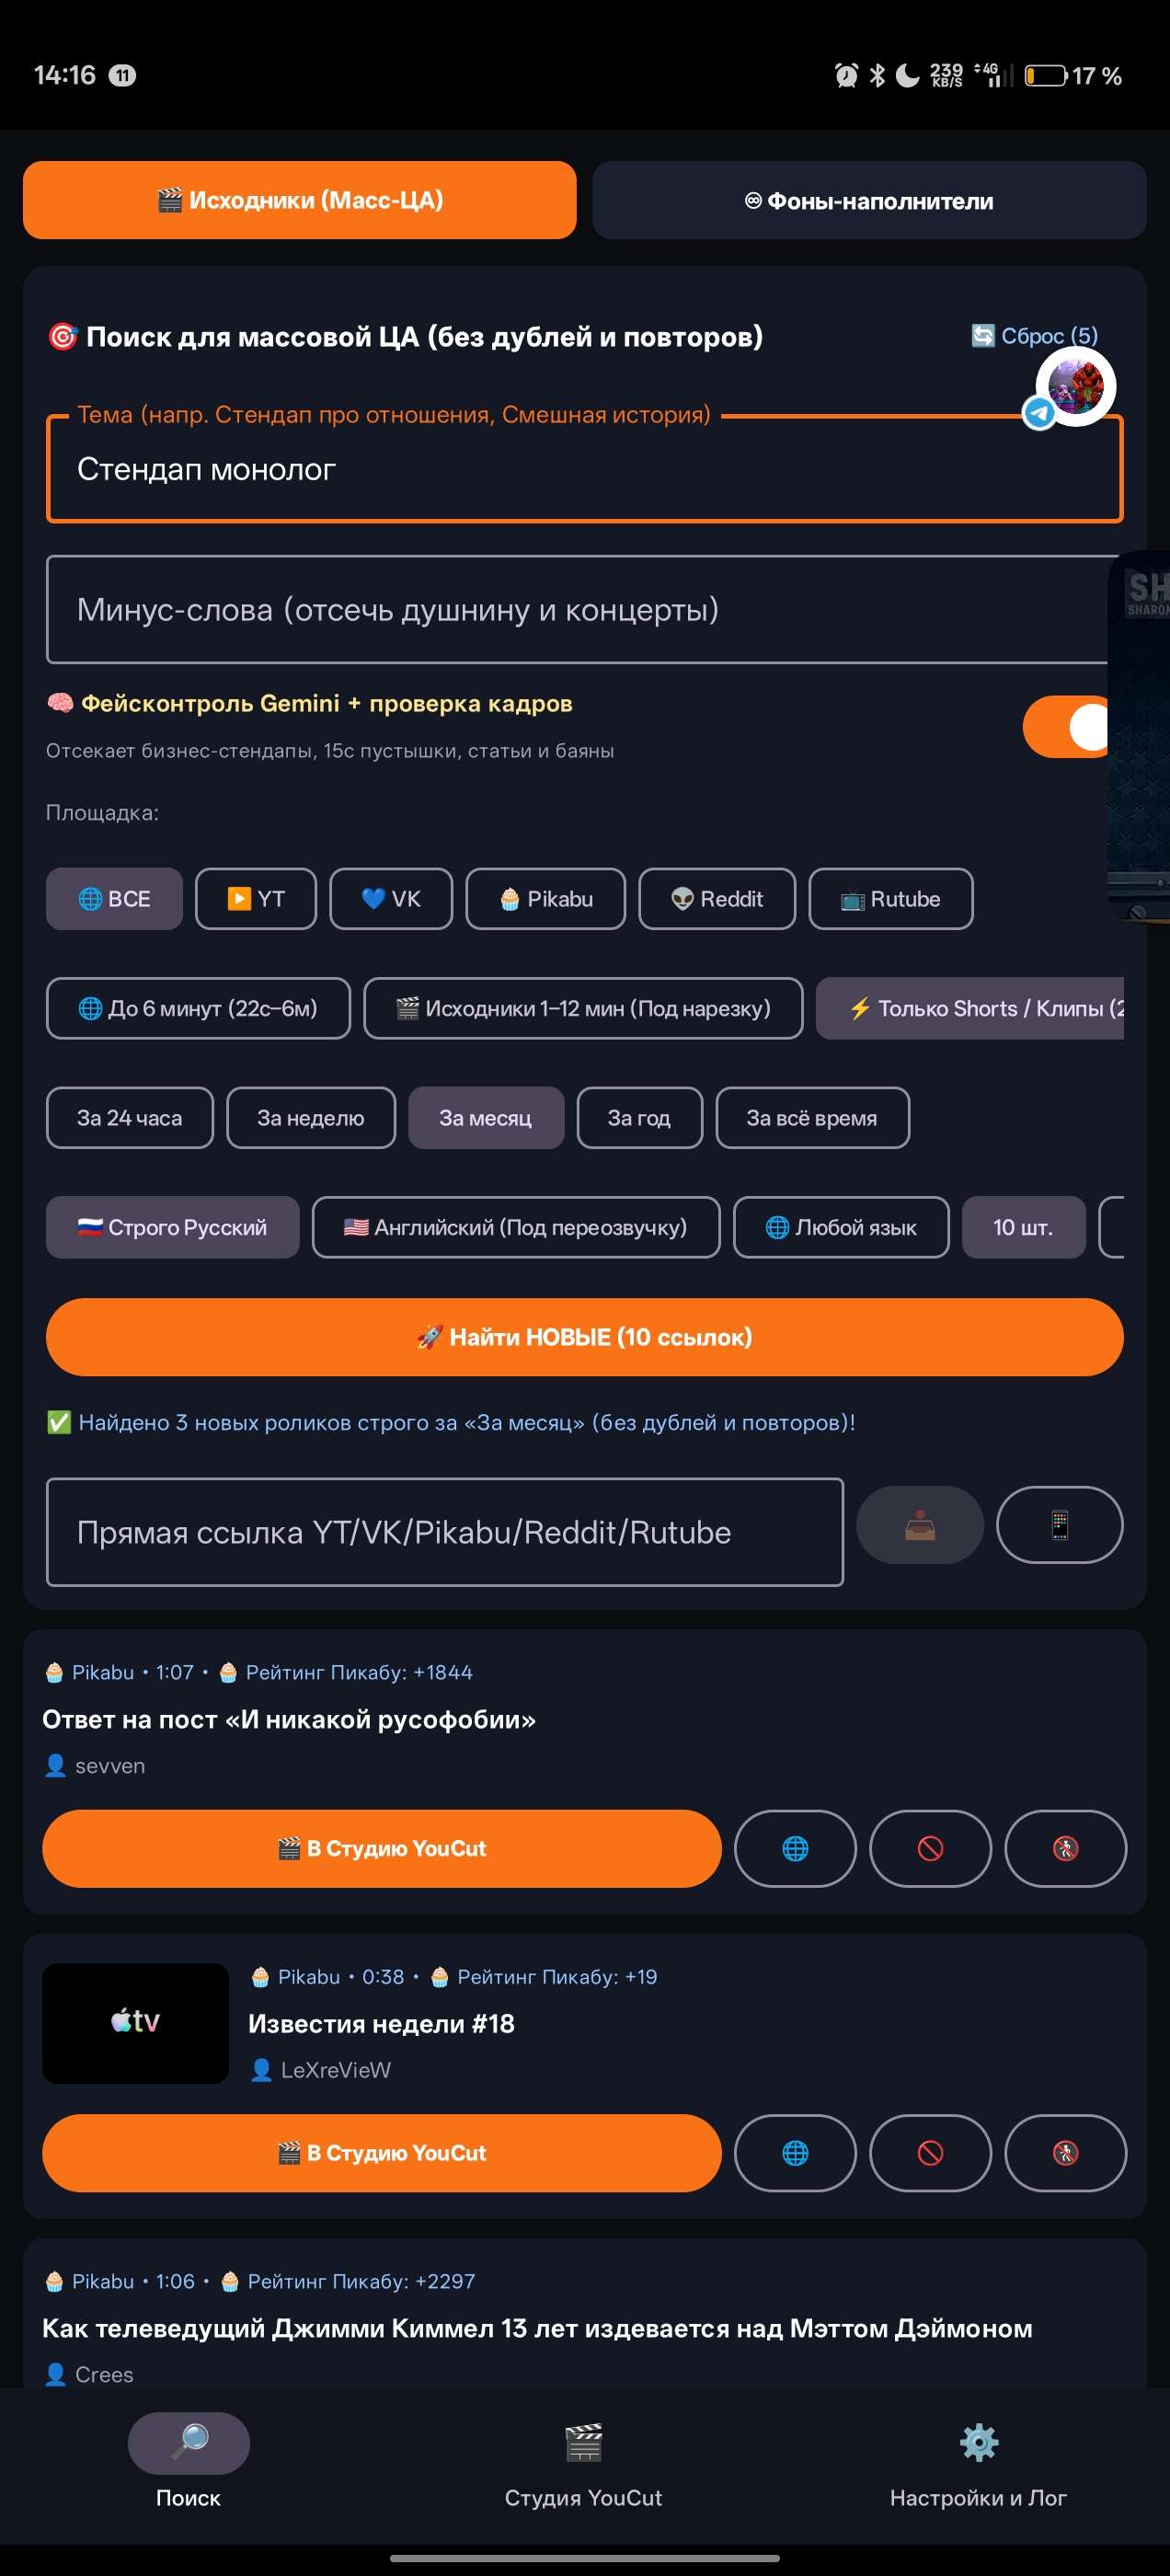 14:16 11 239 KB/S 4G 17 %
🎬 Исходники (Масс-ЦА)
♾ Фоны-наполнители
🎯 Поиск для массовой ЦА (без дублей и повторов)
🔄 Сброс (5)
Тема (напр. Стендап про отношения, Смешная история)
Стендап монолог
Минус-слова (отсечь душнину и концерты)
SH
SHARON
🧠 Фейсконтроль Gemini + проверка кадров
Отсекает бизнес-стендапы, 15с пустышки, статьи и баяны
Площадка:
🌐 ВСЕ ▶️ YT 💙 VK 🧁 Pikabu 👽 Reddit 📺 Rutube
🌐 До 6 минут (22с–6м) 🎬 Исходники 1–12 мин (Под нарезку) ⚡ Только Shorts / Клипы (2
За 24 часа За неделю За месяц За год За всё время
🇷🇺 Строго Русский 🇺🇸 Английский (Под переозвучку) 🌐 Любой язык 10 шт.
🚀 Найти НОВЫЕ (10 ссылок)
✅ Найдено 3 новых роликов строго за «За месяц» (без дублей и повторов)!
Прямая ссылка YT/VK/Pikabu/Reddit/Rutube
🧁 Pikabu • 1:07 • 🧁 Рейтинг Пикабу: +1844
Ответ на пост «И никакой русофобии»
👤 sevven
🎬 В Студию YouCut
tv
🧁 Pikabu • 0:38 • 🧁 Рейтинг Пикабу: +19
Известия недели #18
👤 LeXreVieW
🎬 В Студию YouCut
🧁 Pikabu • 1:06 • 🧁 Рейтинг Пикабу: +2297
Как телеведущий Джимми Киммел 13 лет издевается над Мэттом Дэймоном
👤 Crees
Поиск
Студия YouCut
Настройки и Лог